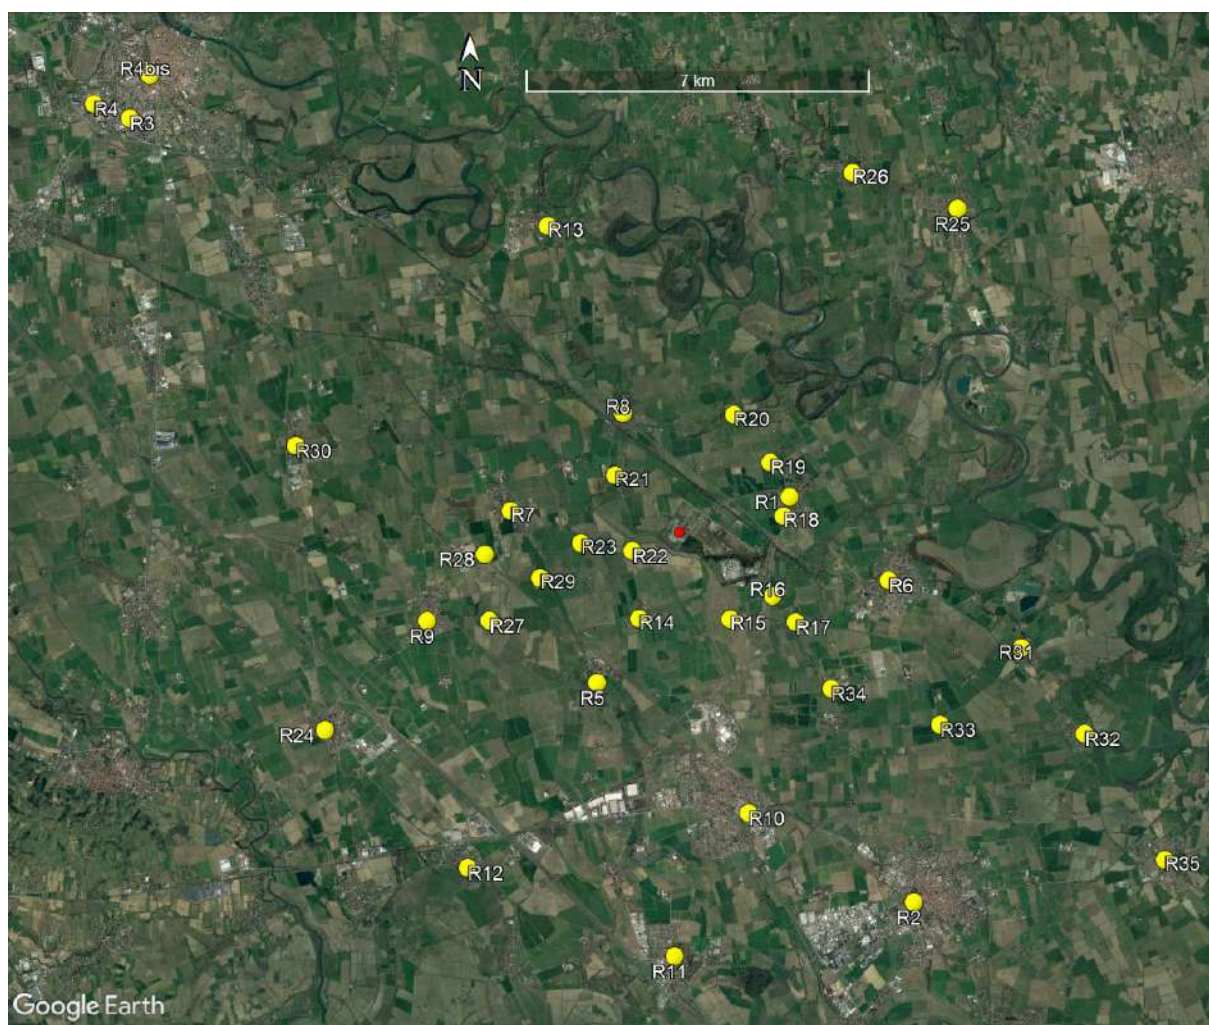 R4bis
N
7 km
R4
R3
R26
R25
R13
R8
R20
R30
R19
R21
R1
R7
R18
R23
R28
R22
R29
R16
R6
R9
R27
R14
R15
R17
R31
R5
R34
R24
R33
R32
R10
R12
R35
R2
R11
Google Earth